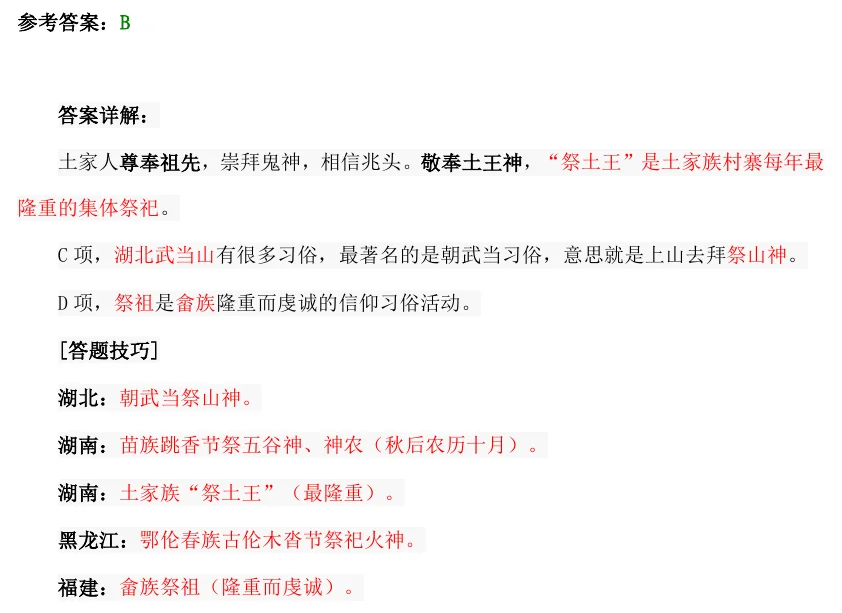 参考答案：B
答案详解：
土家人尊奉祖先，崇拜鬼神，相信兆头。敬奉土王神，“祭土王”是土家族村寨每年最
隆重的集体祭祀。
C 项，湖北武当山有很多习俗，最著名的是朝武当习俗，意思就是上山去拜祭山神。
D 项，祭祖是畲族隆重而虔诚的信仰习俗活动。
[答题技巧]
湖北：朝武当祭山神。
湖南：苗族跳香节祭五谷神、神农（秋后农历十月）。
湖南：土家族“祭土王”（最隆重）。
黑龙江：鄂伦春族古伦木沓节祭祀火神。
福建：畲族祭祖（隆重而虔诚）。